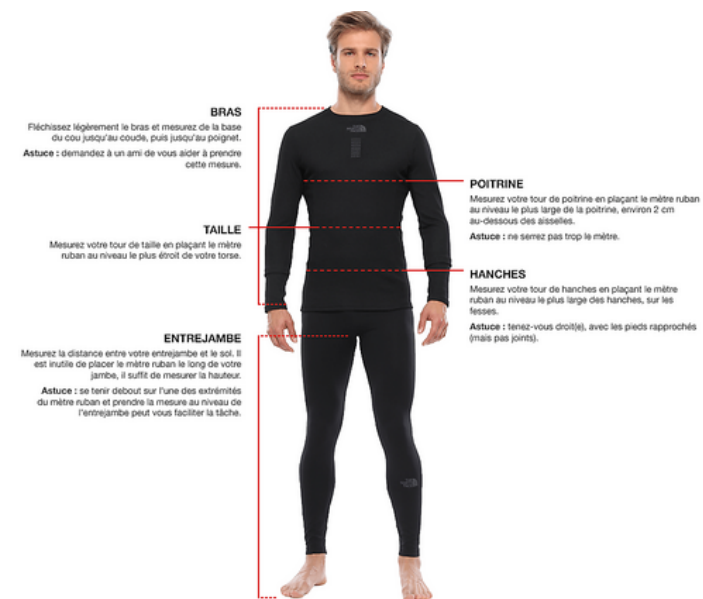 BRAS
Fléchissez légèrement le bras et mesurez de la base
du cou jusqu'au coude, puis jusqu'au poignet.
Astuce : demandez à un ami de vous aider à prendre
cette mesure.
TAILLE
Mesurez votre tour de taille en plaçant le mètre
ruban au niveau le plus étroit de votre torse.
ENTREJAMBE
Mesurez la distance entre votre entrejambe et le sol. Il
est inutile de placer le mètre ruban le long de votre
jambe, il suffit de mesurer la hauteur.
Astuce : se tenir debout sur l'une des extrémités
du mètre ruban et prendre la mesure au niveau de
l'entrejambe peut vous faciliter la tâche.
POITRINE
Mesurez votre tour de poitrine en plaçant le mètre ruban
au niveau le plus large de la poitrine, environ 2 cm
au-dessous des aisselles.
Astuce : ne serrez pas trop le mètre.
HANCHES
Mesurez votre tour de hanches en plaçant le mètre
ruban au niveau le plus large des hanches, sur les
fesses.
Astuce : tenez-vous droit(e), avec les pieds rapprochés
(mais pas joints).